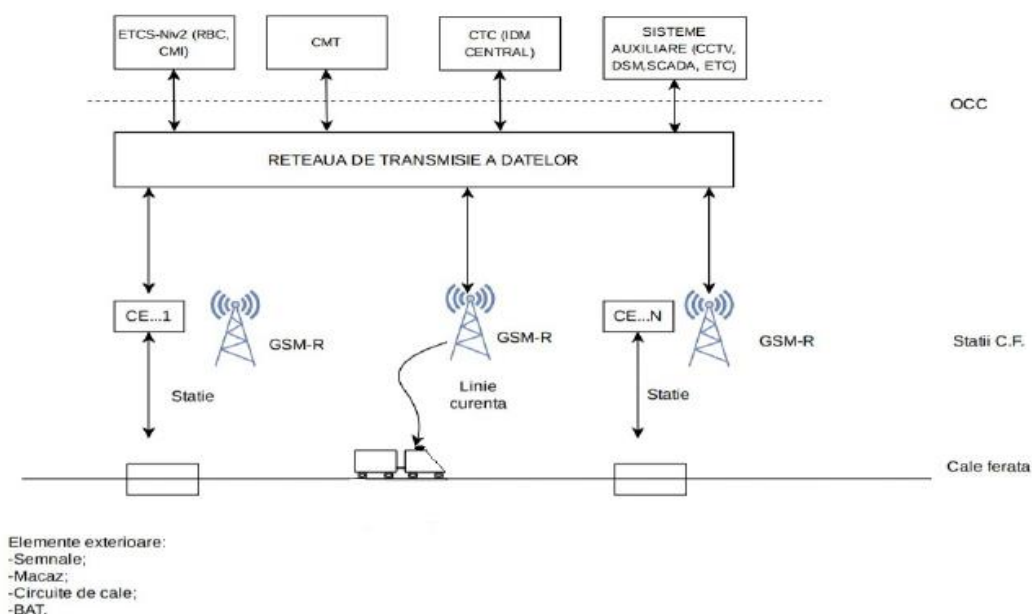 ETCS-Niv2 (RBC,
CMI)
CMT
CTC (IDM
CENTRAL)
SISTEME
AUXILIARE (CCTV,
DSM,SCADA, ETC)
OCC
RETEAUA DE TRANSMISIE A DATELOR
CE...1
GSM-R
GSM-R
CE...N
GSM-R
Statii C.F.
Statie
Linie
curenta
Statie
Cale ferata
Elemente exterioare:
-Semnale;
-Macaz;
-Circuite de cale;
-BAT.